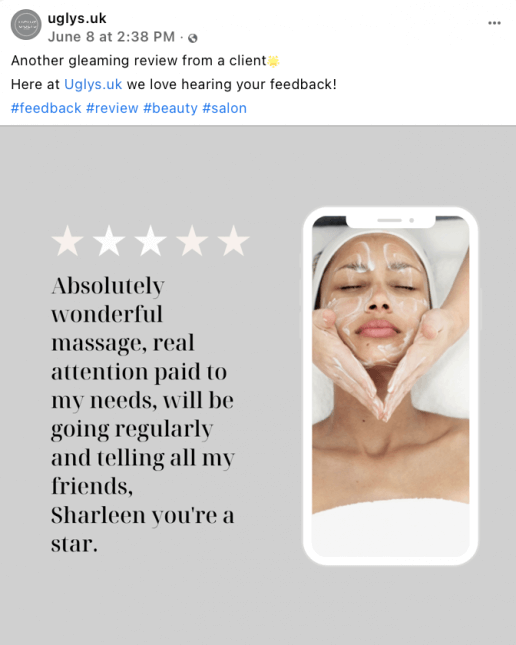 uglys.uk
June 8 at 2:38 PM ·
Another gleaming review from a client🌟
Here at Uglys.uk we love hearing your feedback!
#feedback #review #beauty #salon
Absolutely
wonderful
massage, real
attention paid to
my needs, will be
going regularly
and telling all my
friends,
Sharleen you're a
star.